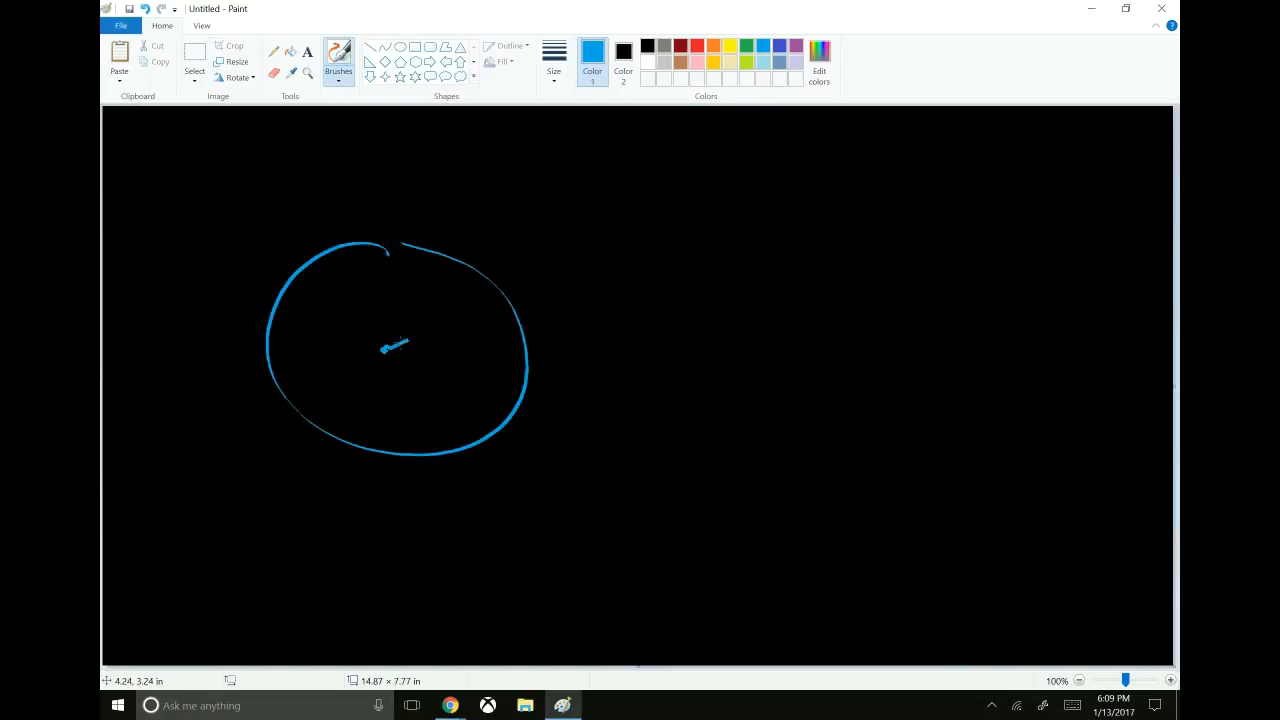 Untitled - Paint
File
Home
View
Paste
Cut
Copy
Clipboard
Select
Crop
Resize
Rotate
Image
A
Tools
Brushes
Outline
Fill
Shapes
Size
Color 1
Color 2
Edit colors
Colors
4.24, 3.24 in
14.87 × 7.77 in
100%
Ask me anything
6:09 PM
1/13/2017